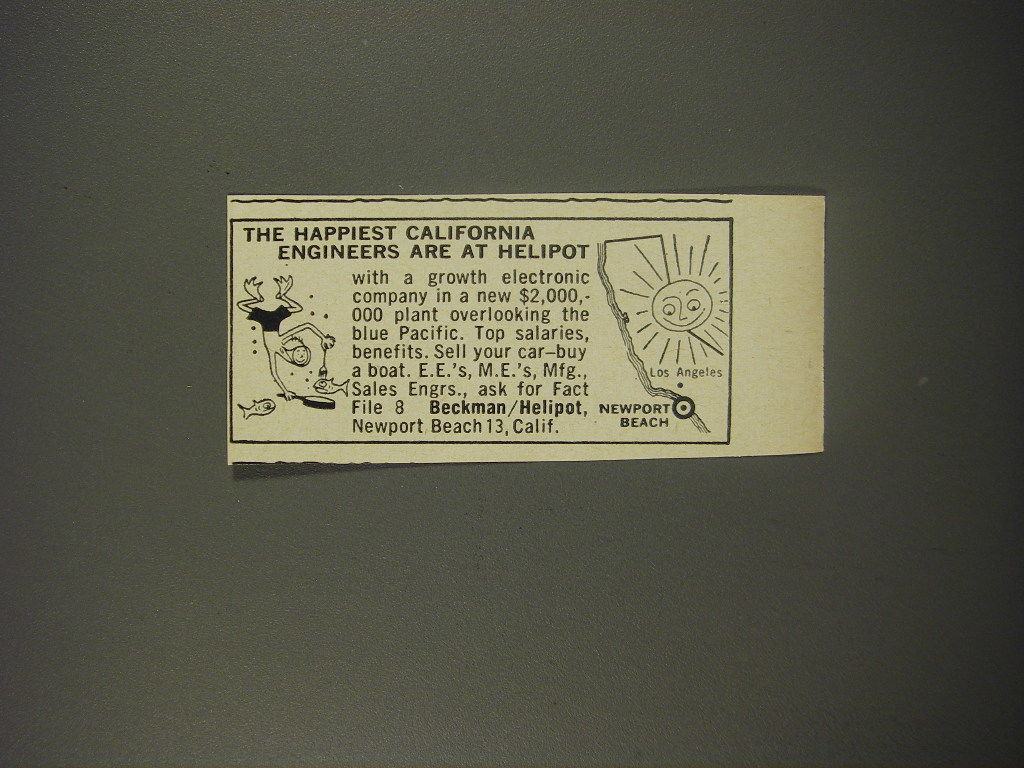 THE HAPPIEST CALIFORNIA
ENGINEERS ARE AT HELIPOT
with a growth electronic
company in a new $2,000,-
000 plant overlooking the
blue Pacific. Top salaries,
benefits. Sell your car—buy
a boat. E.E.'s, M.E.'s, Mfg.,
Sales Engrs., ask for Fact
File 8 Beckman/Helipot,
Newport Beach 13, Calif.
Los Angeles
NEWPORT
BEACH